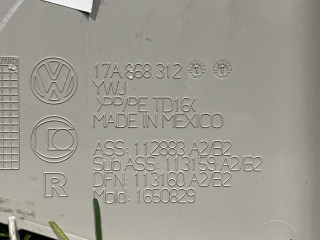 17A 868 312
YWJ
>PP/PE TD16<
MADE IN MEXICO
ASS: 112883 A2/B2
Sub ASS: 113159 A2/B2
DFN: 113160 A2/B2
Mold: 1650829
R